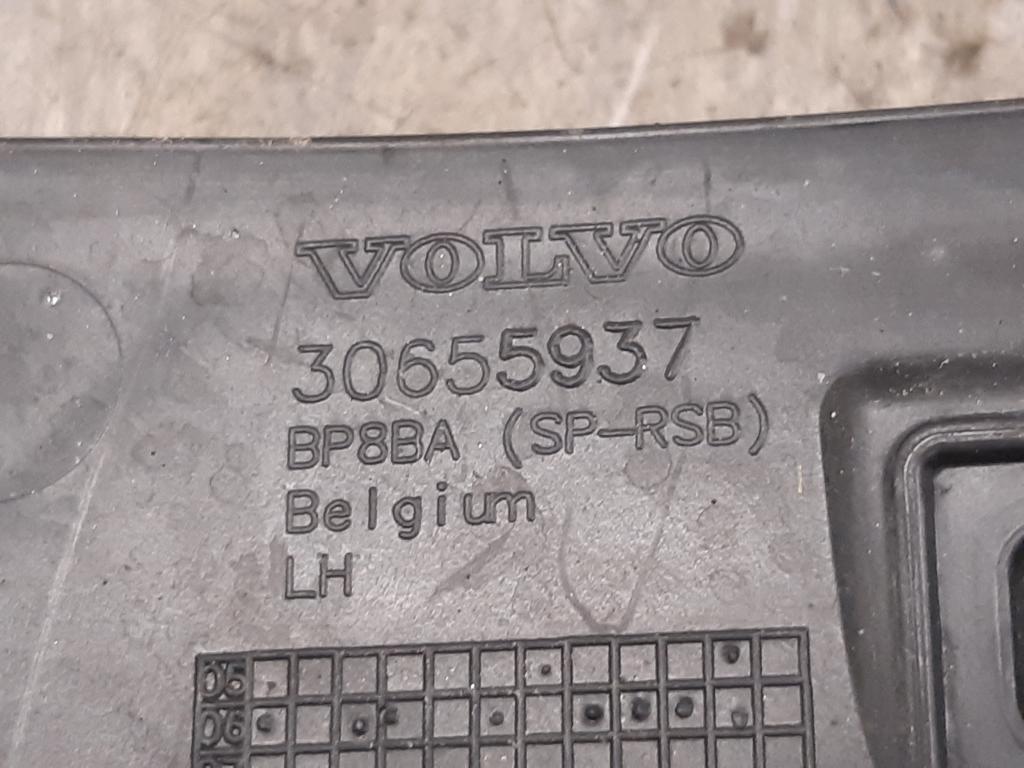 VOLVO
30655937
BP8BA (SP-RSB)
Belgium
LH
05
06